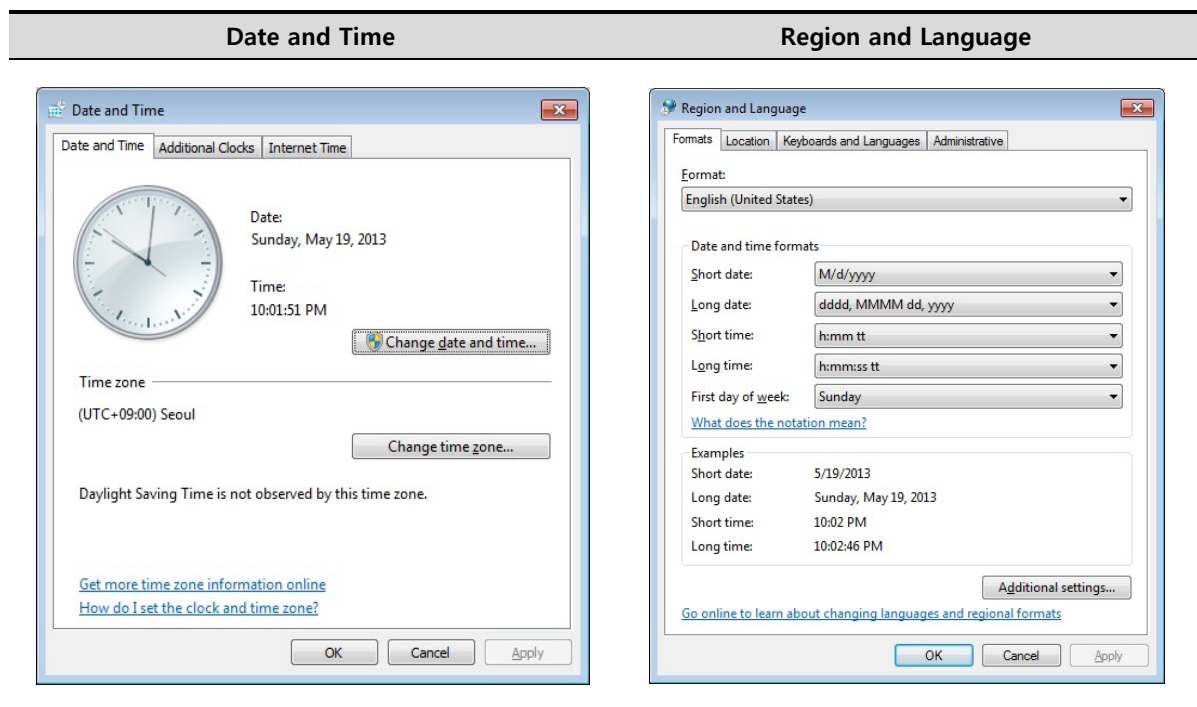 Date and Time
Region and Language
Date and Time
Date and Time Additional Clocks Internet Time
Date:
Sunday, May 19, 2013
Time:
10:01:51 PM
Change date and time...
Time zone
(UTC+09:00) Seoul
Change time zone...
Daylight Saving Time is not observed by this time zone.
Get more time zone information online
How do I set the clock and time zone?
OK Cancel Apply
Region and Language
Formats Location Keyboards and Languages Administrative
Format:
English (United States)
Date and time formats
Short date: M/d/yyyy
Long date: dddd, MMMM dd, yyyy
Short time: h:mm tt
Long time: h:mm:ss tt
First day of week: Sunday
What does the notation mean?
Examples
Short date: 5/19/2013
Long date: Sunday, May 19, 2013
Short time: 10:02 PM
Long time: 10:02:46 PM
Additional settings...
Go online to learn about changing languages and regional formats
OK Cancel Apply